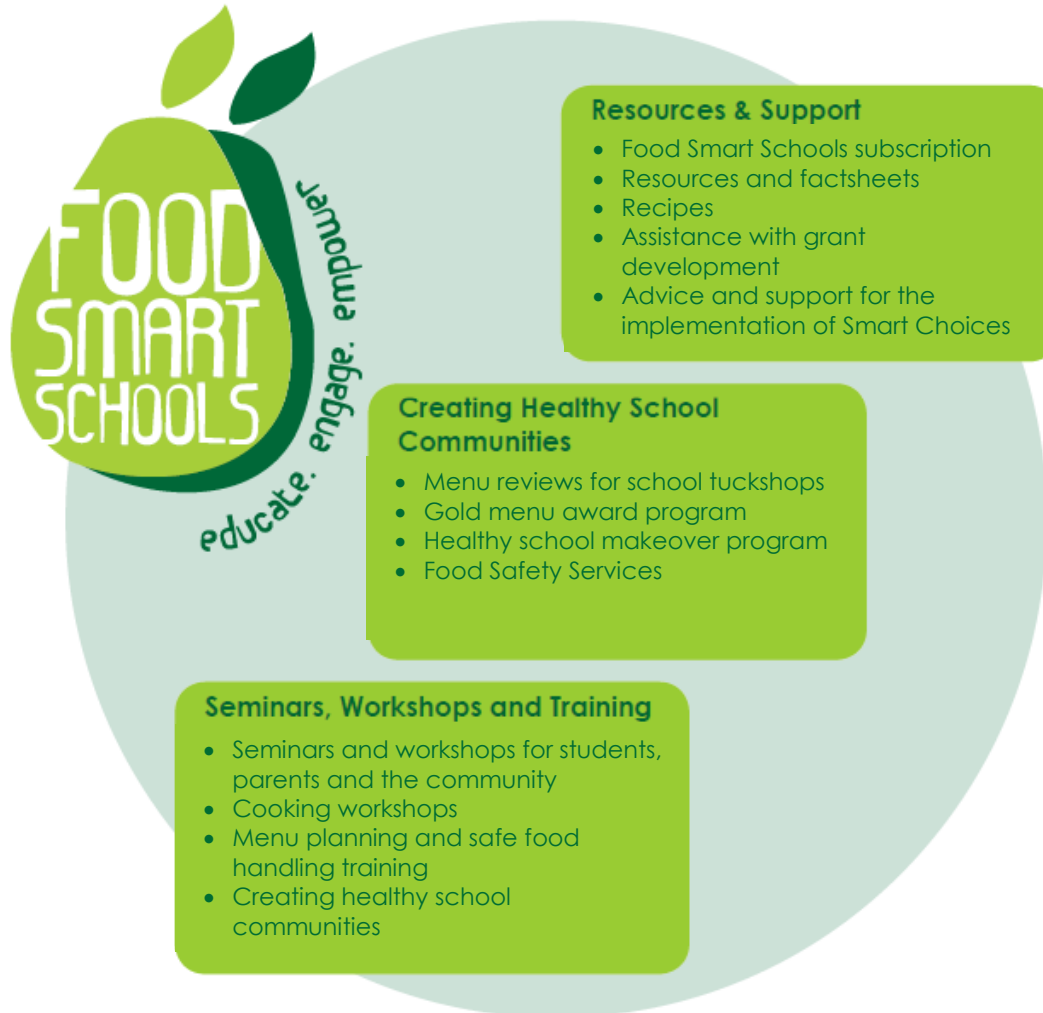 FOOD
SMART
SCHOOLS
educate. engage. empower
Resources & Support
• Food Smart Schools subscription
• Resources and factsheets
• Recipes
• Assistance with grant
development
• Advice and support for the
implementation of Smart Choices
Creating Healthy School
Communities
• Menu reviews for school tuckshops
• Gold menu award program
• Healthy school makeover program
• Food Safety Services
Seminars, Workshops and Training
• Seminars and workshops for students,
parents and the community
• Cooking workshops
• Menu planning and safe food
handling training
• Creating healthy school
communities